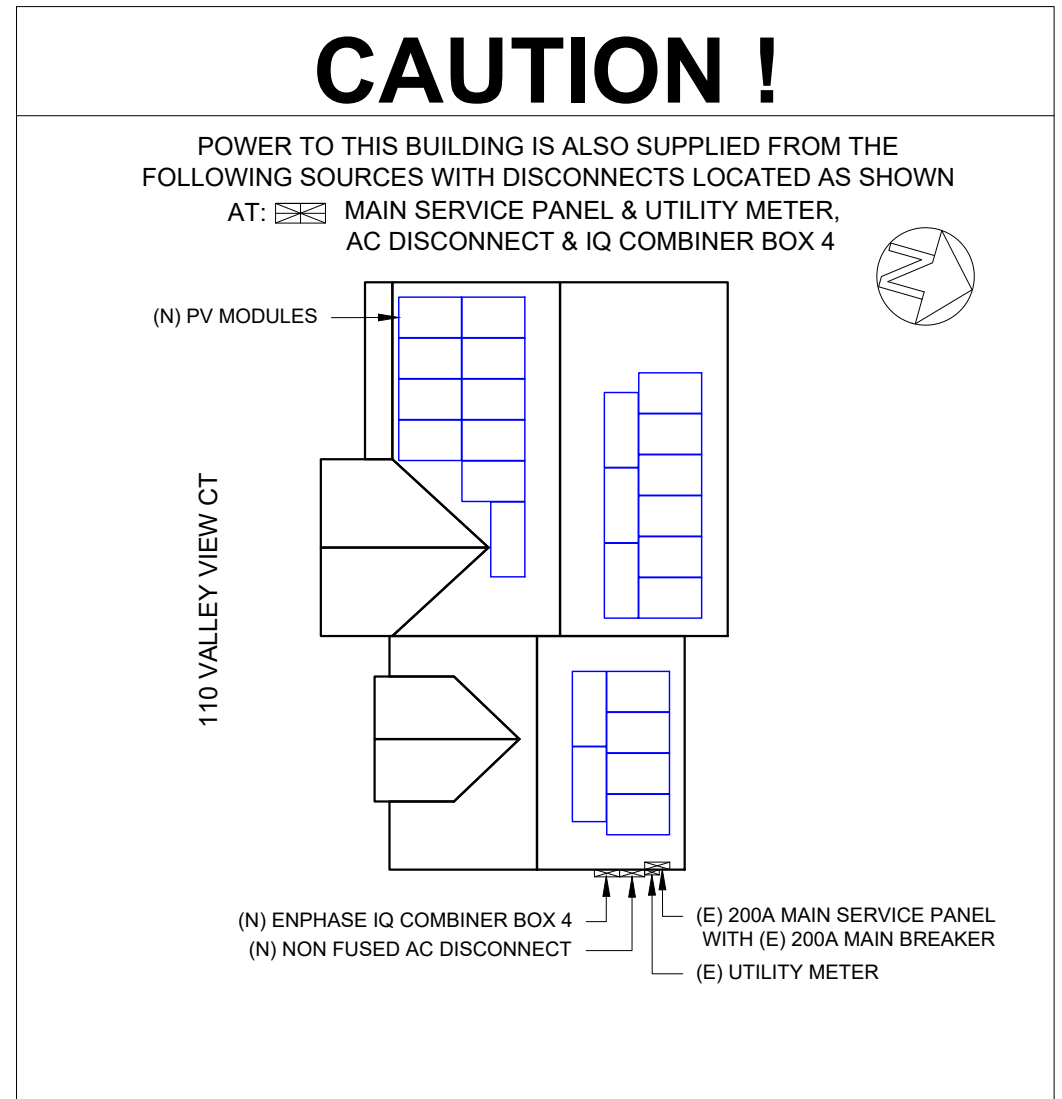 CAUTION !
POWER TO THIS BUILDING IS ALSO SUPPLIED FROM THE
FOLLOWING SOURCES WITH DISCONNECTS LOCATED AS SHOWN
AT: MAIN SERVICE PANEL & UTILITY METER,
AC DISCONNECT & IQ COMBINER BOX 4
N
(N) PV MODULES
110 VALLEY VIEW CT
(N) ENPHASE IQ COMBINER BOX 4
(N) NON FUSED AC DISCONNECT
(E) 200A MAIN SERVICE PANEL
WITH (E) 200A MAIN BREAKER
(E) UTILITY METER